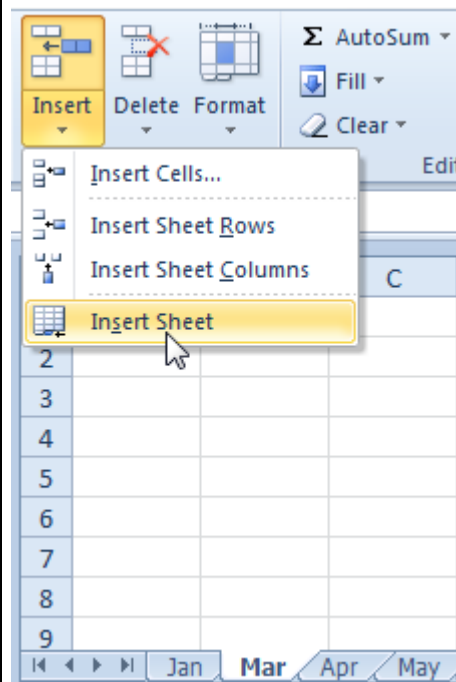 Σ AutoSum
Fill
Insert Delete Format
Clear
Edi
Insert Cells...
Insert Sheet Rows
Insert Sheet Columns
C
Insert Sheet
2
3
4
5
6
7
8
9
Jan Mar Apr May